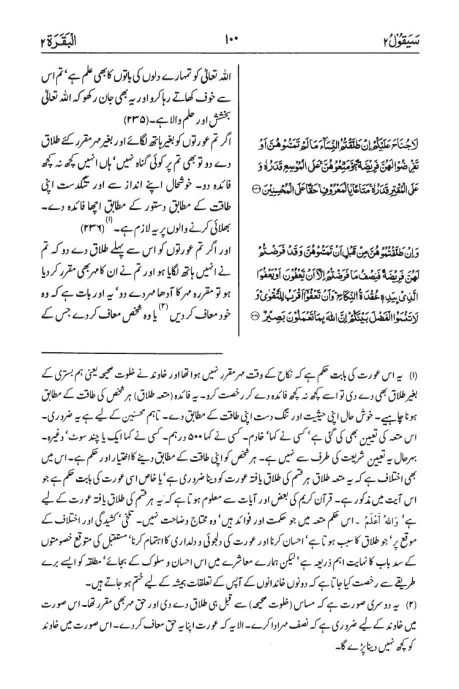 سَیَقُولُ ٢
١٠٠
البَقَرَة ٢
لَا جُنَاحَ عَلَيْكُمْ إِنْ طَلَّقْتُمُ النِّسَاءَ مَا لَمْ تَمَسُّوهُنَّ أَوْ
تَفْرِضُوا لَهُنَّ فَرِيضَةً وَمَتِّعُوهُنَّ عَلَى الْمُوسِعِ قَدَرُهُ وَ
عَلَى الْمُقْتِرِ قَدَرُهُ مَتَاعًا بِالْمَعْرُوفِ حَقًّا عَلَى الْمُحْسِنِينَ
وَإِنْ طَلَّقْتُمُوهُنَّ مِنْ قَبْلِ أَنْ تَمَسُّوهُنَّ وَقَدْ فَرَضْتُمْ
لَهُنَّ فَرِيضَةً فَنِصْفُ مَا فَرَضْتُمْ إِلَّا أَنْ يَعْفُونَ أَوْ يَعْفُوَا
الَّذِي بِيَدِهِ عُقْدَةُ النِّكَاحِ وَأَنْ تَعْفُوا أَقْرَبُ لِلتَّقْوَى وَ
لَا تَنْسَوُا الْفَضْلَ بَيْنَكُمْ إِنَّ اللَّهَ بِمَا تَعْمَلُونَ بَصِيرٌ
اللہ تعالیٰ کو تمہارے دلوں کی باتوں کا بھی علم ہے، تم اس
سے خوف کھاتے رہا کرو اور یہ بھی جان رکھو کہ اللہ تعالیٰ
بخشش اور حلم والا ہے۔ (۲۳۵)
اگر تم عورتوں کو بغیر ہاتھ لگائے اور بغیر مہر مقرر کئے طلاق
دے دو تو بھی تم پر کوئی گناہ نہیں، ہاں انہیں کچھ نہ کچھ
فائدہ دو۔ خوشحال اپنے انداز سے اور تنگدست اپنی
طاقت کے مطابق دستور کے مطابق اچھا فائدہ دے۔
بھلائی کرنے والوں پر یہ لازم ہے۔ (۱) (۲۳۶)
اور اگر تم عورتوں کو اس سے پہلے طلاق دے دو کہ تم
نے انہیں ہاتھ لگایا ہو اور تم نے ان کا مہر بھی مقرر کر دیا
ہو تو مقررہ مہر کا آدھا مہر دے دو، یہ اور بات ہے کہ وہ
خود معاف کر دیں (۲) یا وہ شخص معاف کر دے جس کے
(۱) یہ اس عورت کی بابت حکم ہے کہ نکاح کے وقت مہر مقرر نہیں ہوا تھا اور خاوند نے خلوت صحیحہ یعنی ہم بستری کے
بغیر طلاق بھی دے دی تو اسے کچھ نہ کچھ فائدہ دے کر رخصت کرو۔ یہ فائدہ (متعہ طلاق) ہر شخص کی طاقت کے مطابق
ہونا چاہیے۔ خوش حال اپنی حیثیت اور تنگ دست اپنی طاقت کے مطابق دے۔ تاہم محسنین کے لیے ہے یہ ضروری۔
اس متعہ کی تعیین بھی کی گئی ہے، کسی نے کہا، خادم۔ کسی نے کہا ۵۰۰ درہم۔ کسی نے کہا ایک یا چند سوٹ، وغیرہ۔
بہرحال یہ تعیین شریعت کی طرف سے نہیں ہے۔ ہر شخص کو اپنی طاقت کے مطابق دینے کا اختیار اور حکم ہے۔ اس میں
بھی اختلاف ہے کہ یہ متعہ طلاق ہر قسم کی طلاق یافتہ عورت کو دینا ضروری ہے، یا خاص اسی عورت کی بابت حکم ہے جو
اس آیت میں مذکور ہے۔ قرآن کریم کی بعض اور آیات سے معلوم ہوتا ہے کہ یہ ہر قسم کی طلاق یافتہ عورت کے لیے
ہے، وَاللهُ أَعْلَمُ۔ اس حکم متعہ میں جو حکمت اور فوائد ہیں، وہ محتاج وضاحت نہیں۔ تلخی، کشیدگی اور اختلاف کے
موقع پر، جو طلاق کا سبب ہوتا ہے، احسان کرنا اور عورت کی دلجوئی و دلداری کا اہتمام کرنا، مستقبل کی متوقع خصومتوں
کے سدباب کا نہایت اہم ذریعہ ہے، لیکن ہمارے معاشرے میں اس احسان و سلوک کے بجائے، مطلقہ کو ایسے برے
طریقے سے رخصت کیا جاتا ہے کہ دونوں خاندانوں کے آپس کے تعلقات ہمیشہ کے لیے ختم ہو جاتے ہیں۔
(۲) یہ دوسری صورت ہے کہ مساس (خلوت صحیحہ) سے قبل ہی طلاق دے دی اور حق مہر بھی مقرر تھا۔ اس صورت
میں خاوند کے لیے ضروری ہے کہ نصف مہر ادا کرے۔ الا یہ کہ عورت اپنا یہ حق معاف کر دے۔ اس صورت میں خاوند
کو کچھ نہیں دینا پڑے گا۔